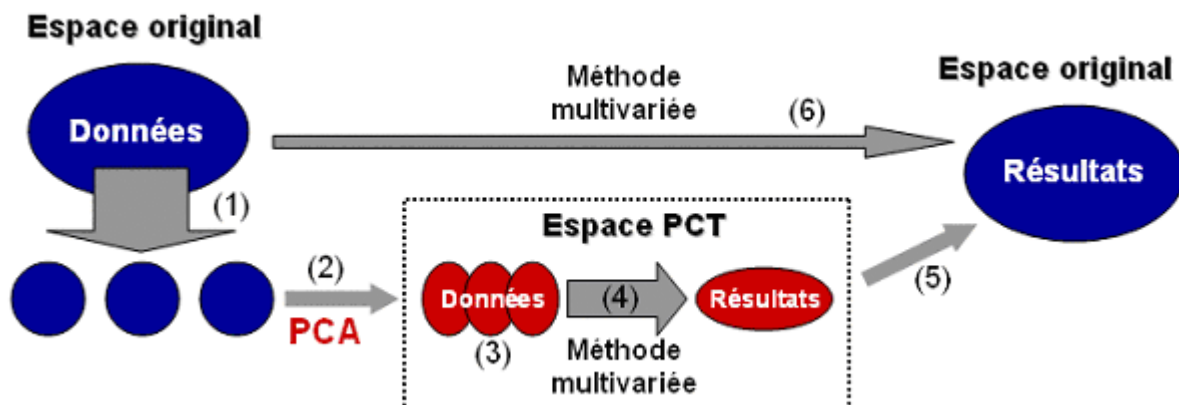 Espace original
Données
(1)
(2)
PCA
Méthode
multivariée
(6)
Espace PCT
Données
(3)
(4)
Résultats
Méthode
multivariée
(5)
Espace original
Résultats